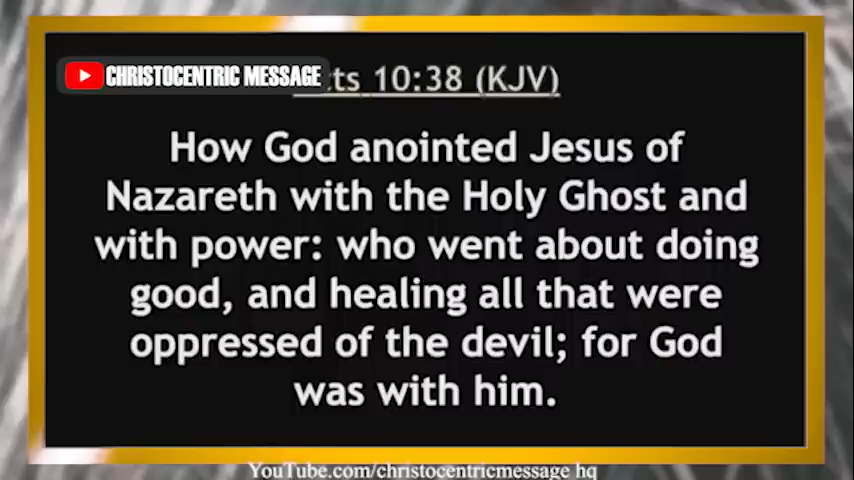 CHRISTOCENTRIC MESSAGE
cts 10:38 (KJV)
How God anointed Jesus of
Nazareth with the Holy Ghost and
with power: who went about doing
good, and healing all that were
oppressed of the devil; for God
was with him.
YouTube.com/christocentricmessage hq